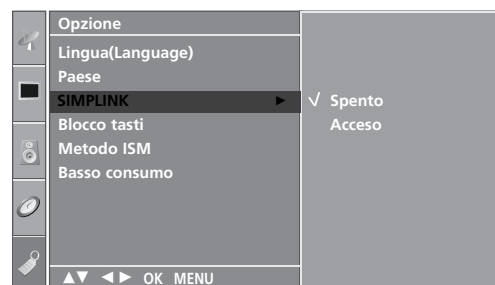 Opzione
Lingua(Language)
Paese
SIMPLINK ► √ Spento
Blocco tasti Acceso
Metodo ISM
Basso consumo
▲▼ ◄► OK MENU